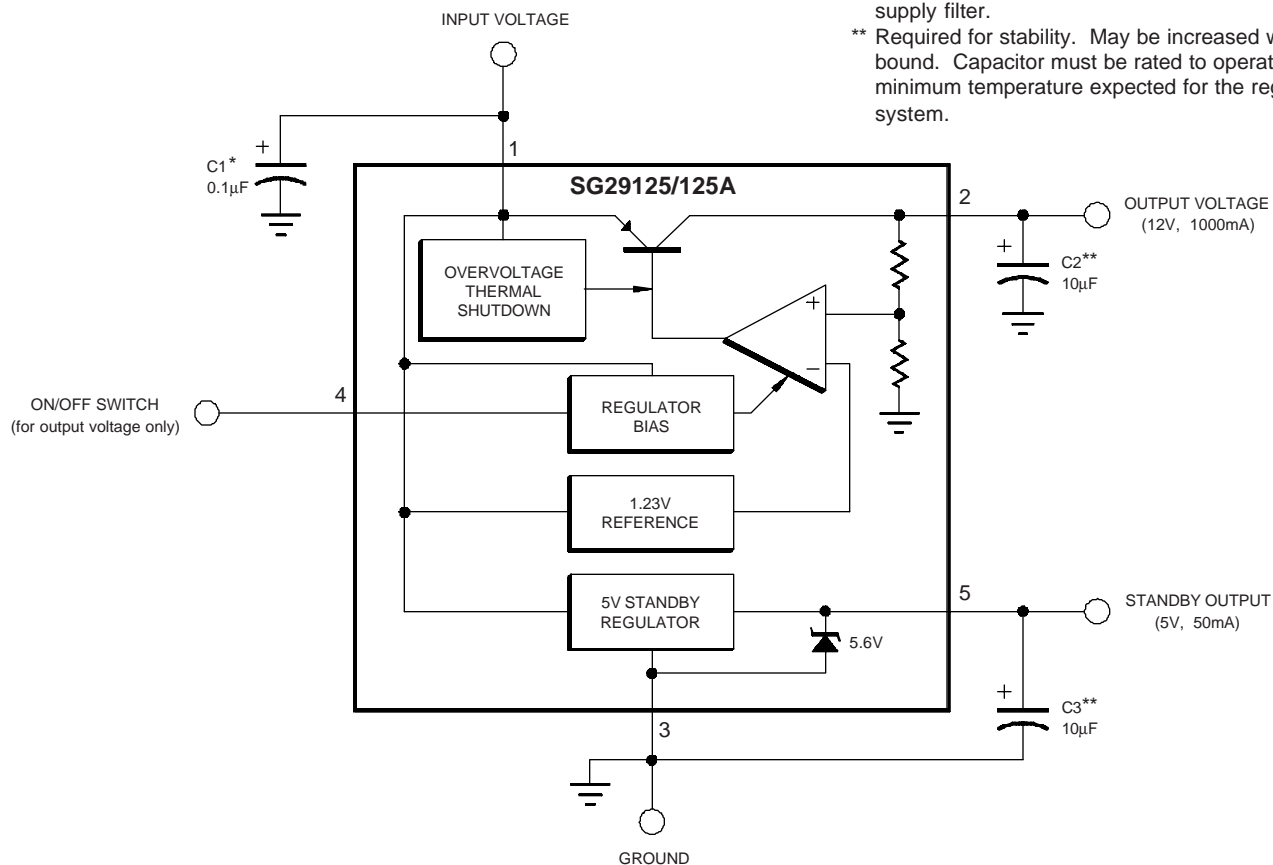 supply filter.
** Required for stability. May be increased
bound. Capacitor must be rated to
minimum temperature expected for the
system.
INPUT VOLTAGE
+
C1*
0.1µF
1
SG29125/125A
2
OUTPUT VOLTAGE
(12V, 1000mA)
+
C2**
10µF
OVERVOLTAGE
THERMAL
SHUTDOWN
+
−
4
ON/OFF SWITCH
(for output voltage only)
REGULATOR
BIAS
1.23V
REFERENCE
5V STANDBY
REGULATOR
5.6V
5
STANDBY OUTPUT
(5V, 50mA)
+
C3**
10µF
3
GROUND